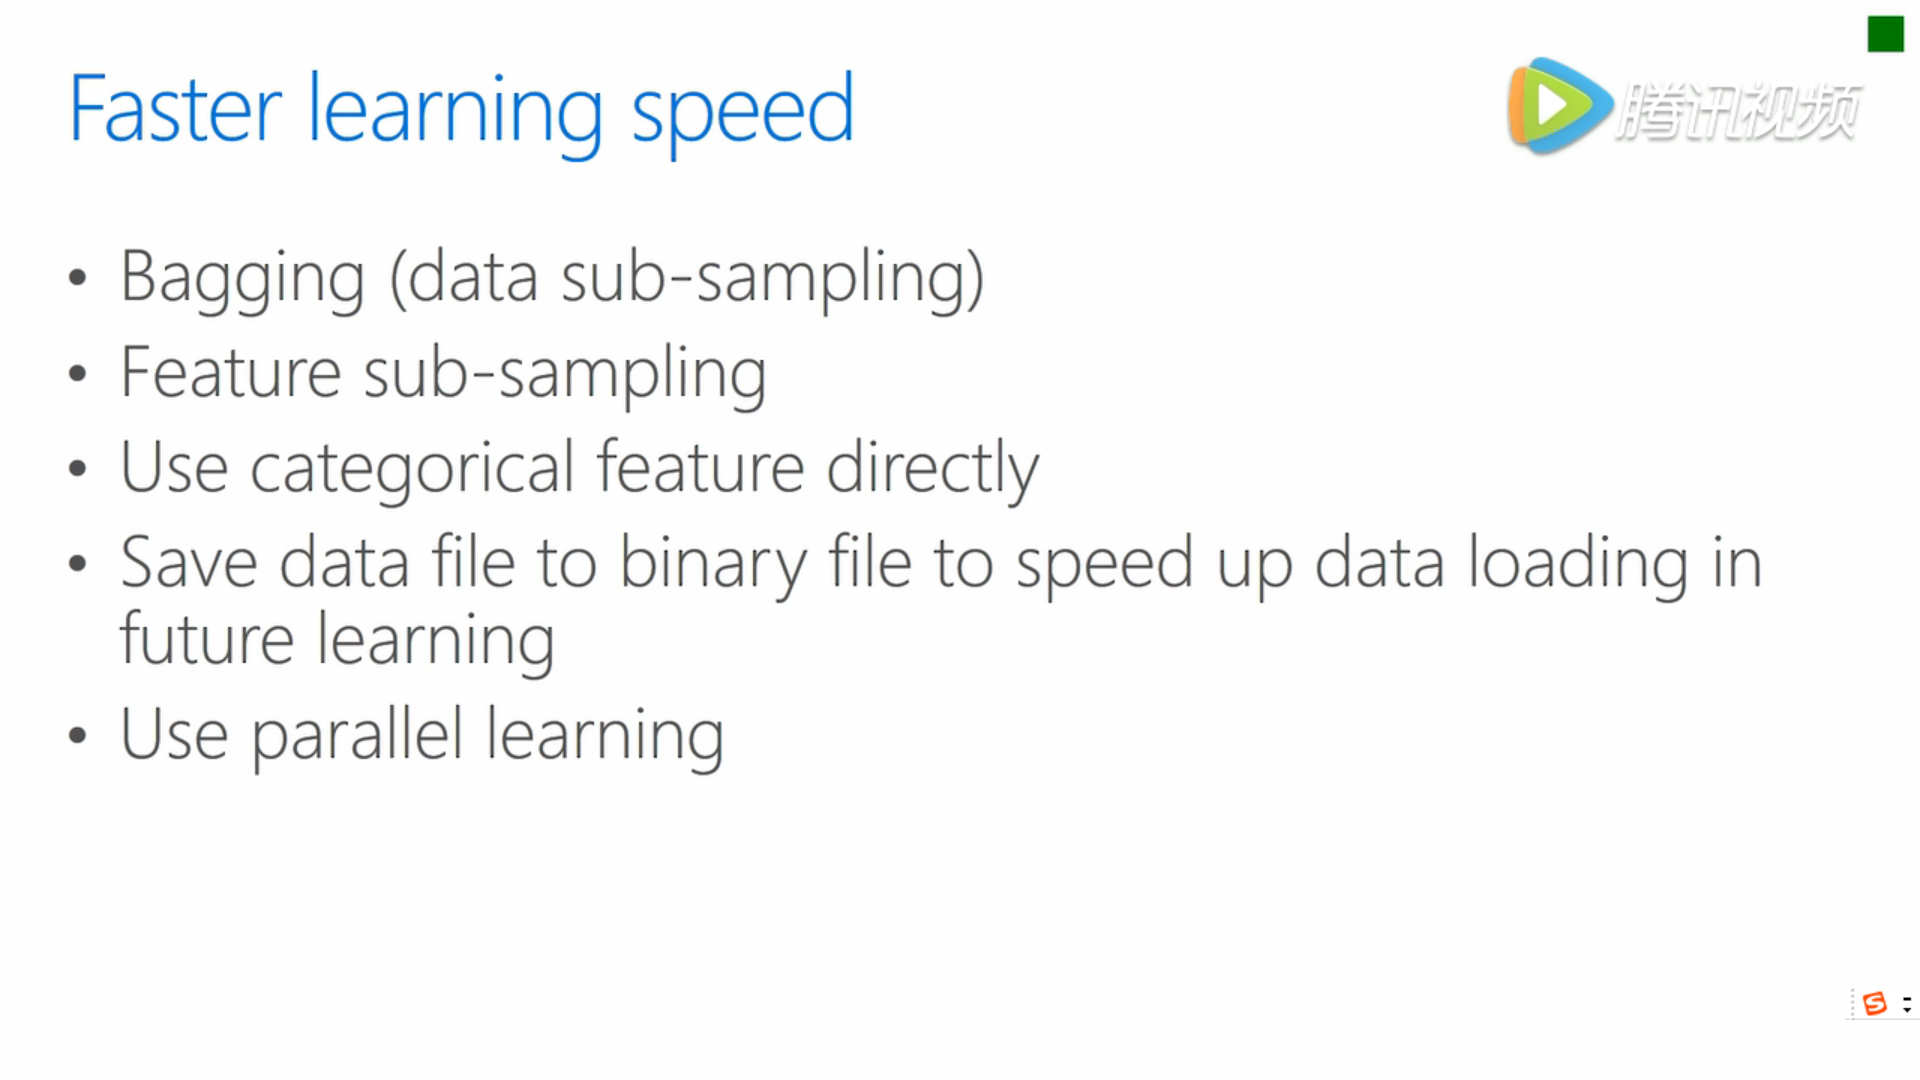 Faster learning speed
腾讯视频
• Bagging (data sub-sampling)
• Feature sub-sampling
• Use categorical feature directly
• Save data file to binary file to speed up data loading in
future learning
• Use parallel learning
S